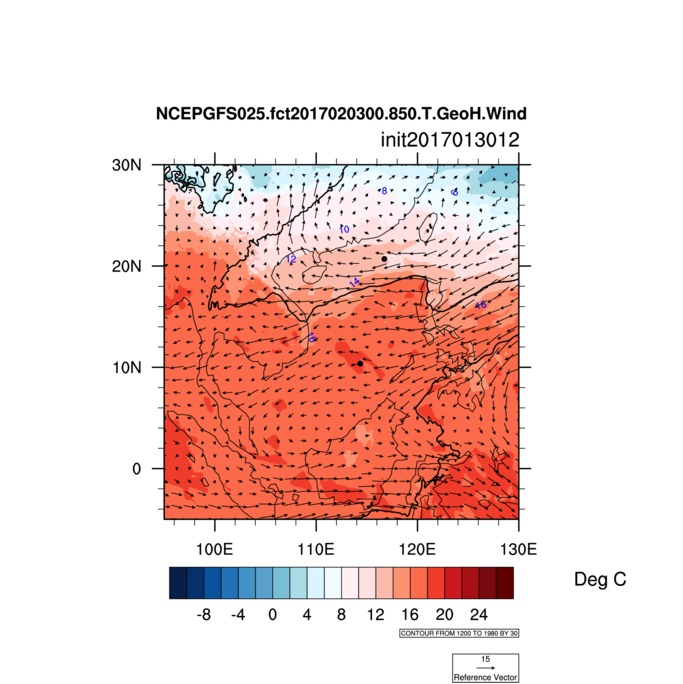 NCEPGFS025.fct2017020300.850.T.GeoH.Wind
init2017013012
30N
20N
10N
0
100E 110E 120E 130E
8
10
12
14
-8 -4 0 4 8 12 16 20 24
Deg C
CONTOUR FROM 1200 TO 1980 BY 30
15
Reference Vector